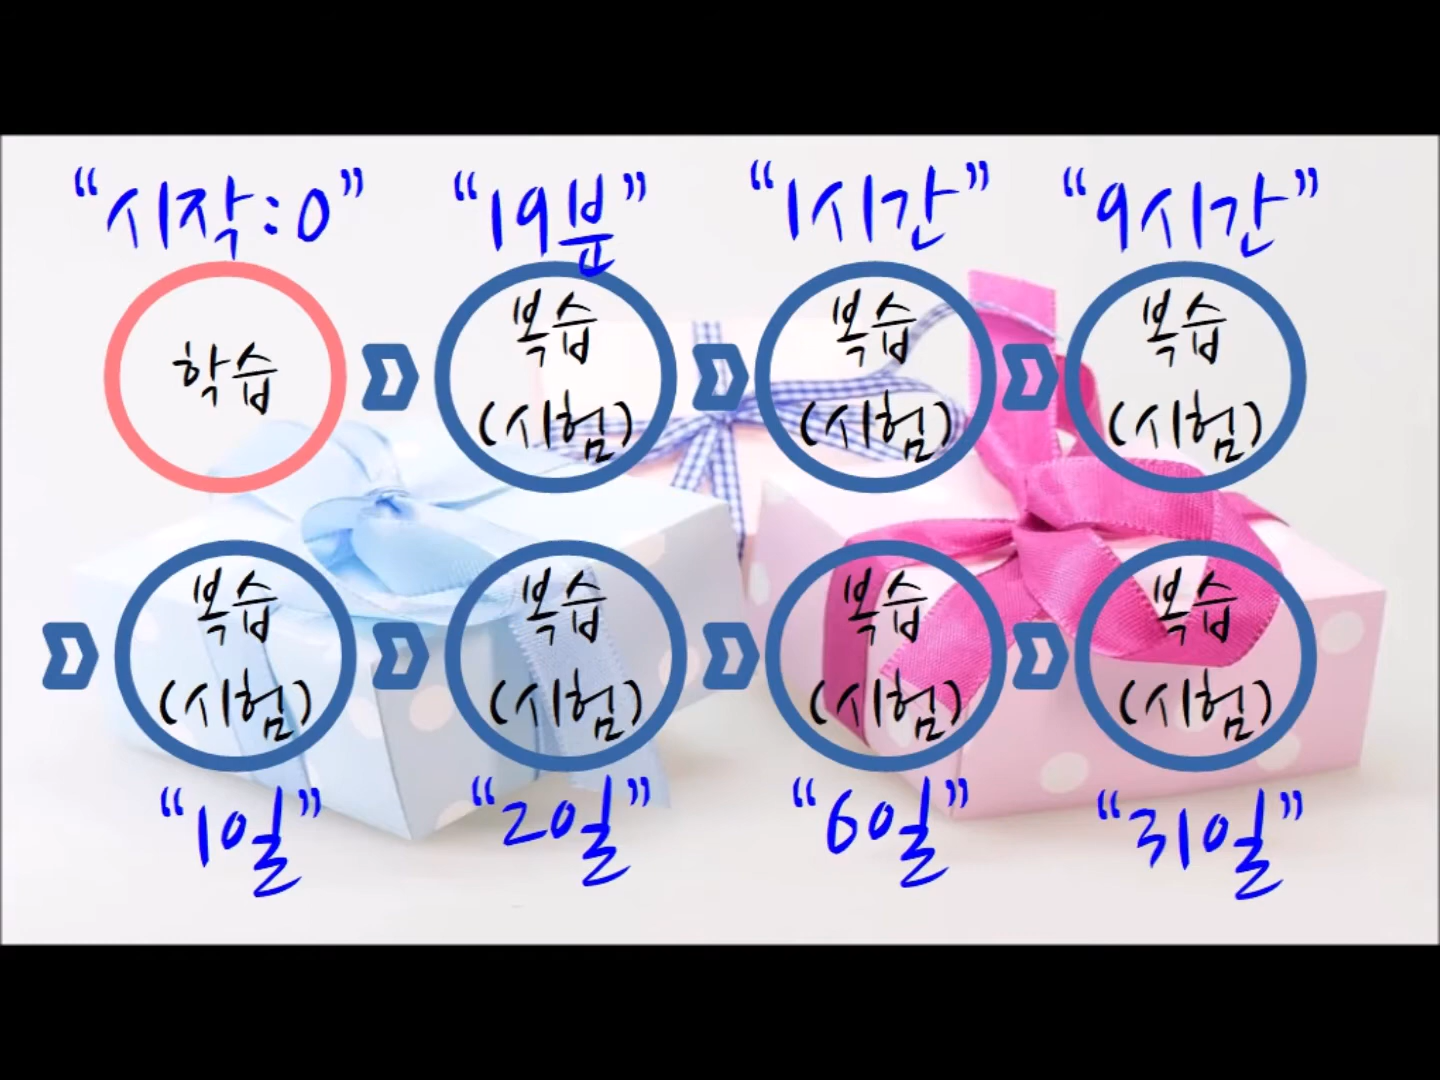 “시작:0”
“19분”
“1시간”
“9시간”
학습
복습
(시험)
복습
(시험)
복습
(시험)
복습
(시험)
복습
(시험)
복습
(시험)
복습
(시험)
“1일”
“2일”
“6일”
“31일”